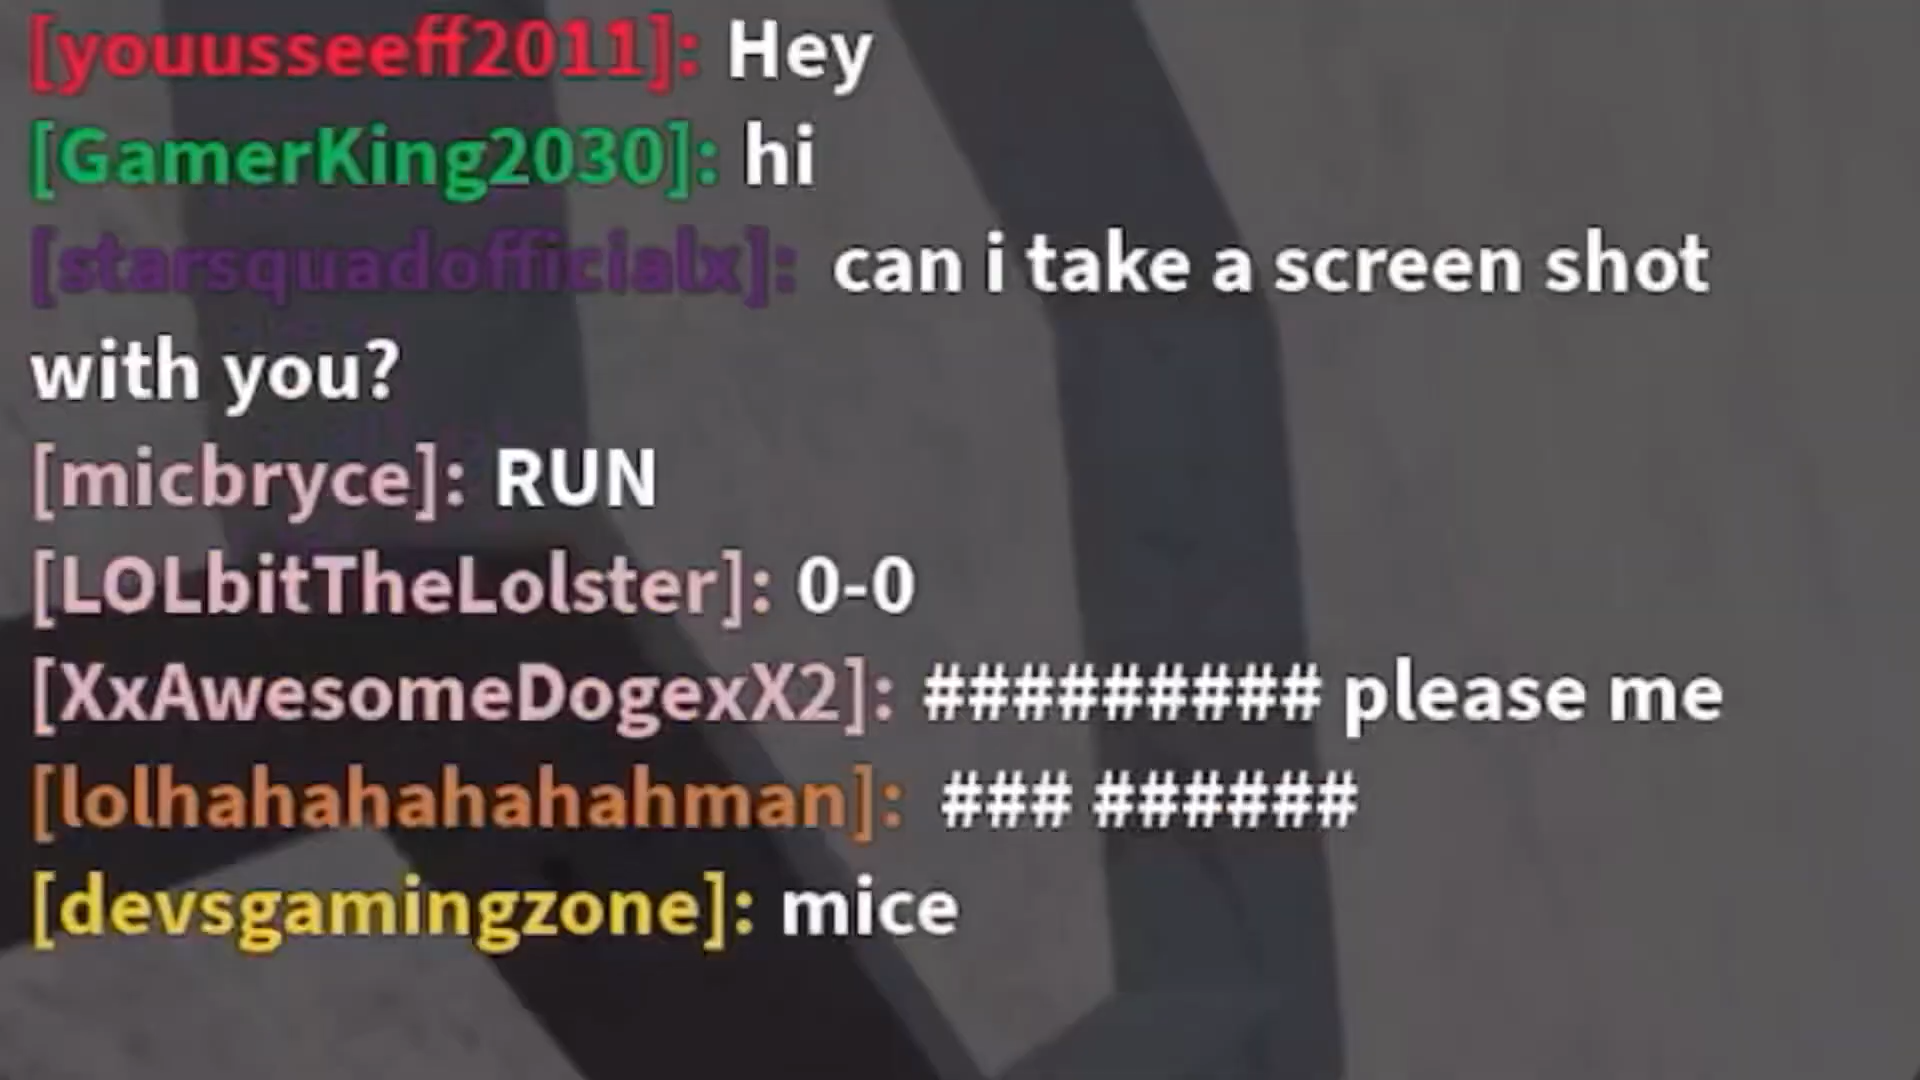 [youusseeff2011]: Hey
[GamerKing2030]: hi
[starsquadofficialx]: can i take a screen shot
with you?
[micbryce]: RUN
[LOLbitTheLolster]: 0-0
[XxAwesomeDogexX2]: ######### please me
[lolhahahahahahman]: ### ######
[devsgamingzone]: mice